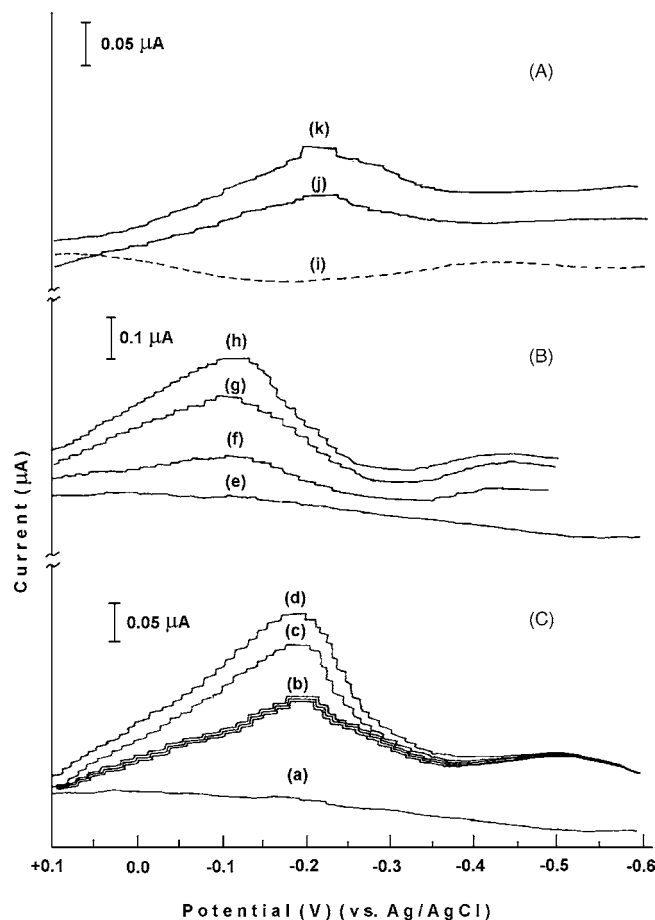 0.05 µA
(A)
(k)
(j)
(i)
0.1 µA
(B)
(h)
(g)
(f)
(e)
Current (µA)
0.05 µA
(C)
(d)
(c)
(b)
(a)
+0.1 0.0 -0.1 -0.2 -0.3 -0.4 -0.5 -0.6
Potential (V) (vs. Ag/AgCl)